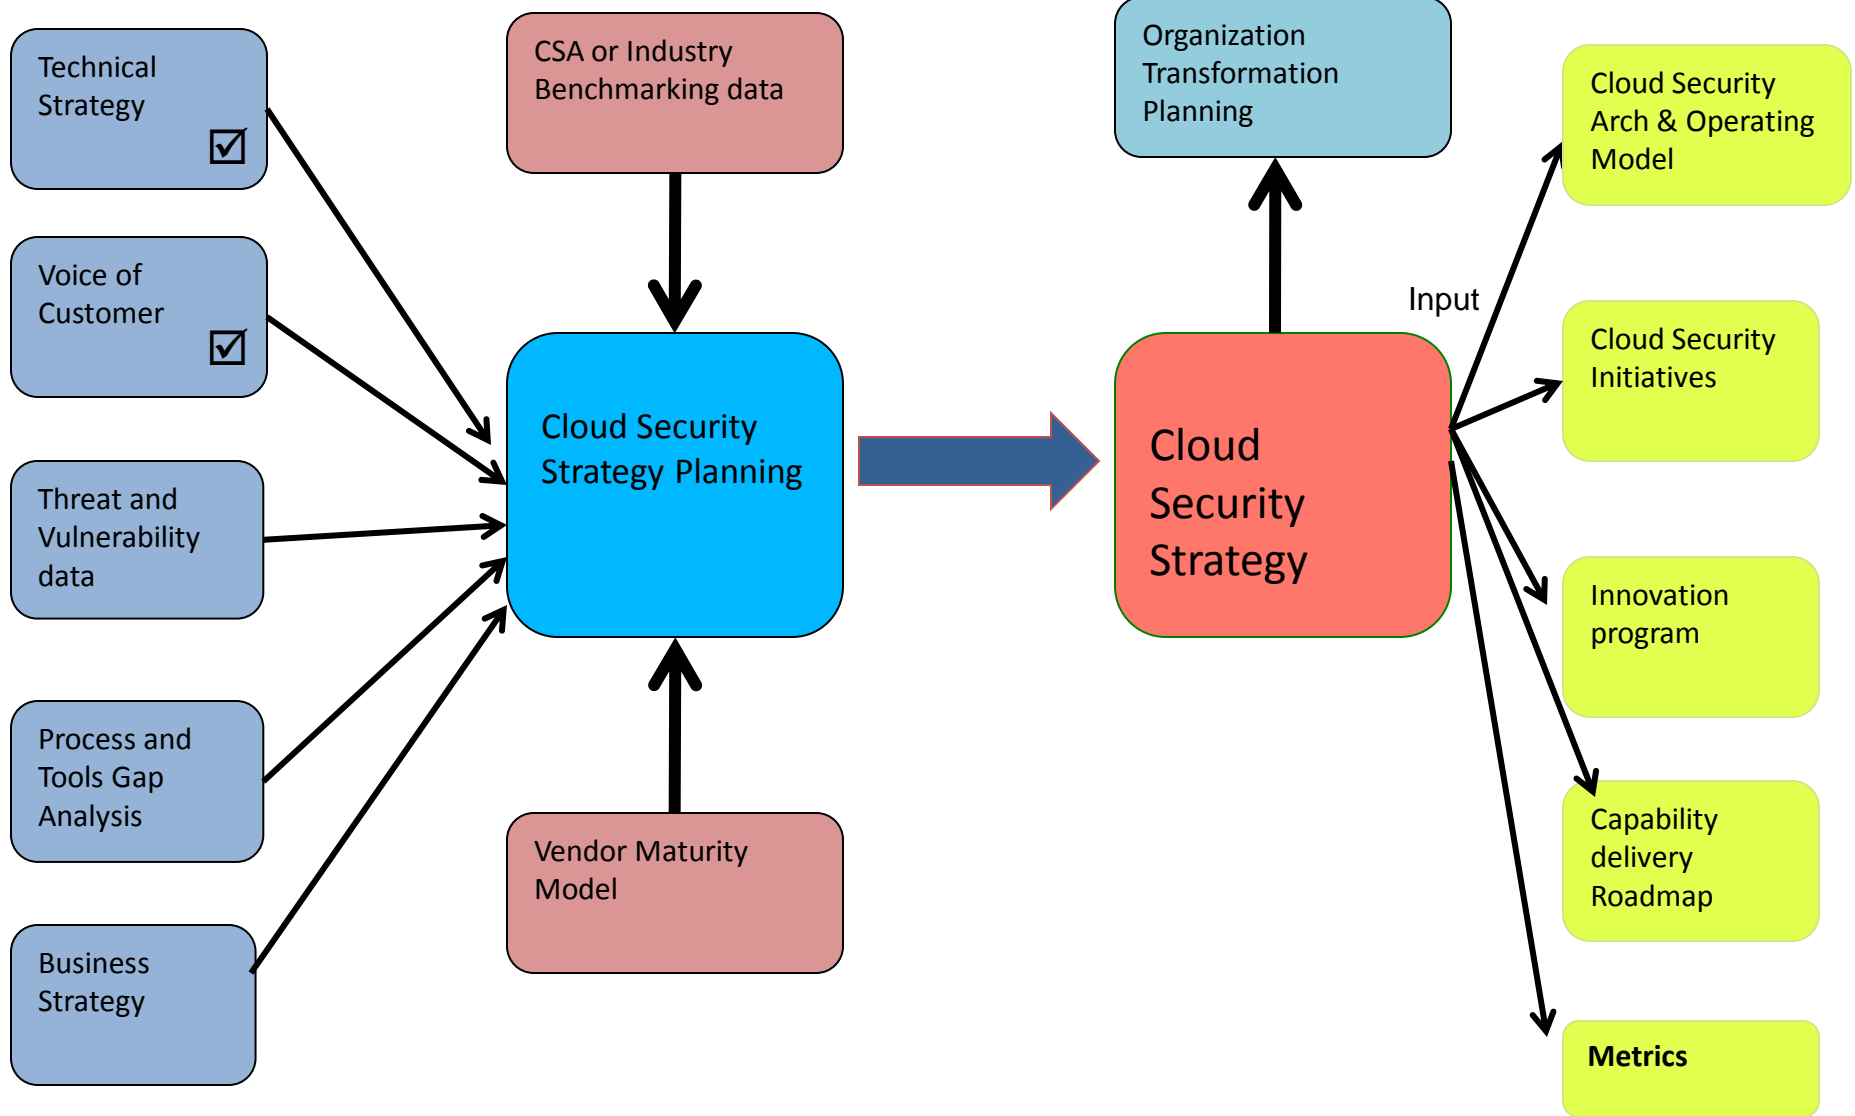 Technical
Strategy
Voice of
Customer
Threat and
Vulnerability
data
Process and
Tools Gap
Analysis
Business
Strategy
CSA or Industry
Benchmarking data
Cloud Security
Strategy Planning
Vendor Maturity
Model
Organization
Transformation
Planning
Cloud
Security
Strategy
Input
Cloud Security
Arch & Operating
Model
Cloud Security
Initiatives
Innovation
program
Capability
delivery
Roadmap
Metrics